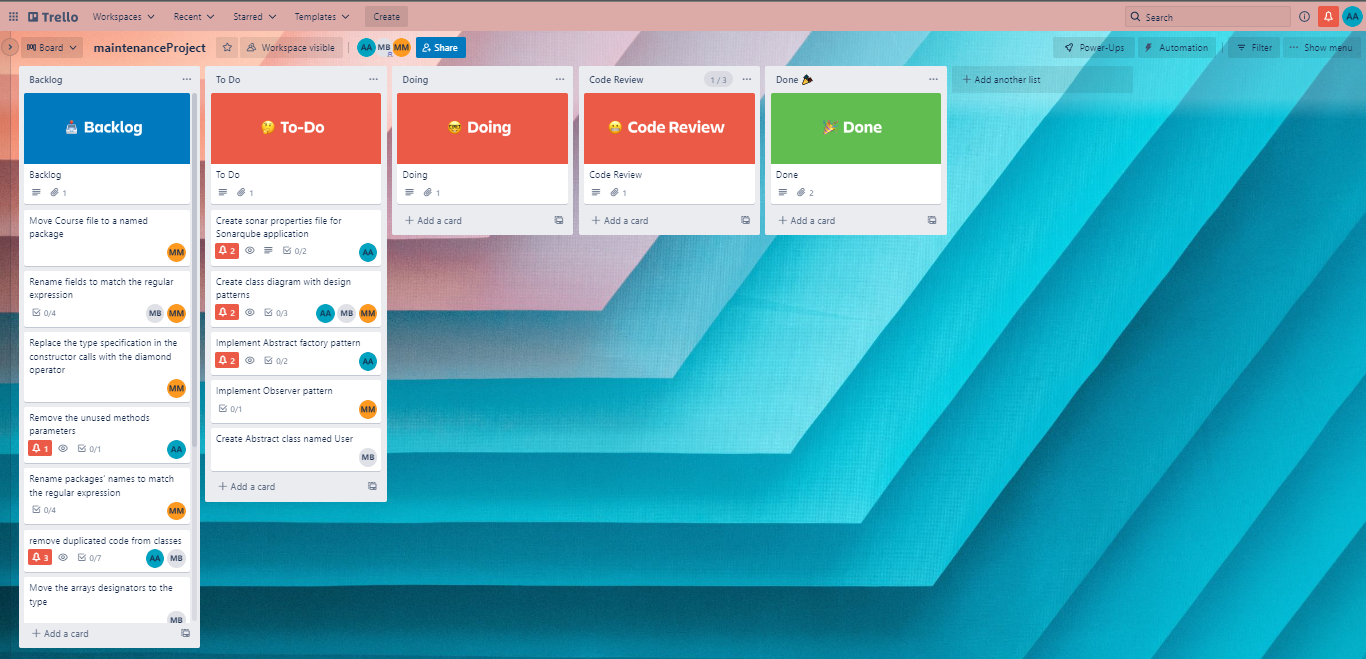 Trello Workspaces Recent Starred Templates Create Search AA
Board maintenanceProject Workspace visible AA MB MM Share Power-Ups Automation Filter ··· Show menu
Backlog ···
Backlog
Backlog
1
Move Course file to a named
package
MM
Rename fields to match the regular
expression
0/4 MB MM
Replace the type specification in the
constructor calls with the diamond
operator
MM
Remove the unused methods
parameters
1 0/1 AA
Rename packages' names to match
the regular expression
0/4 MM
remove duplicated code from classes
3 0/7 AA MB
Move the arrays designators to the
type
MB
+ Add a card
To Do ···
To-Do
To Do
1
Create sonar properties file for
Sonarqube application
2 0/2 AA
Create class diagram with design
patterns
2 0/3 AA MB MM
Implement Abstract factory pattern
2 0/2 AA
Implement Observer pattern
0/1 MM
Create Abstract class named User
MB
+ Add a card
Doing ···
Doing
Doing
1
+ Add a card
Code Review 1 / 3 ···
Code Review
Code Review
1
+ Add a card
Done ···
Done
Done
2
+ Add a card
+ Add another list